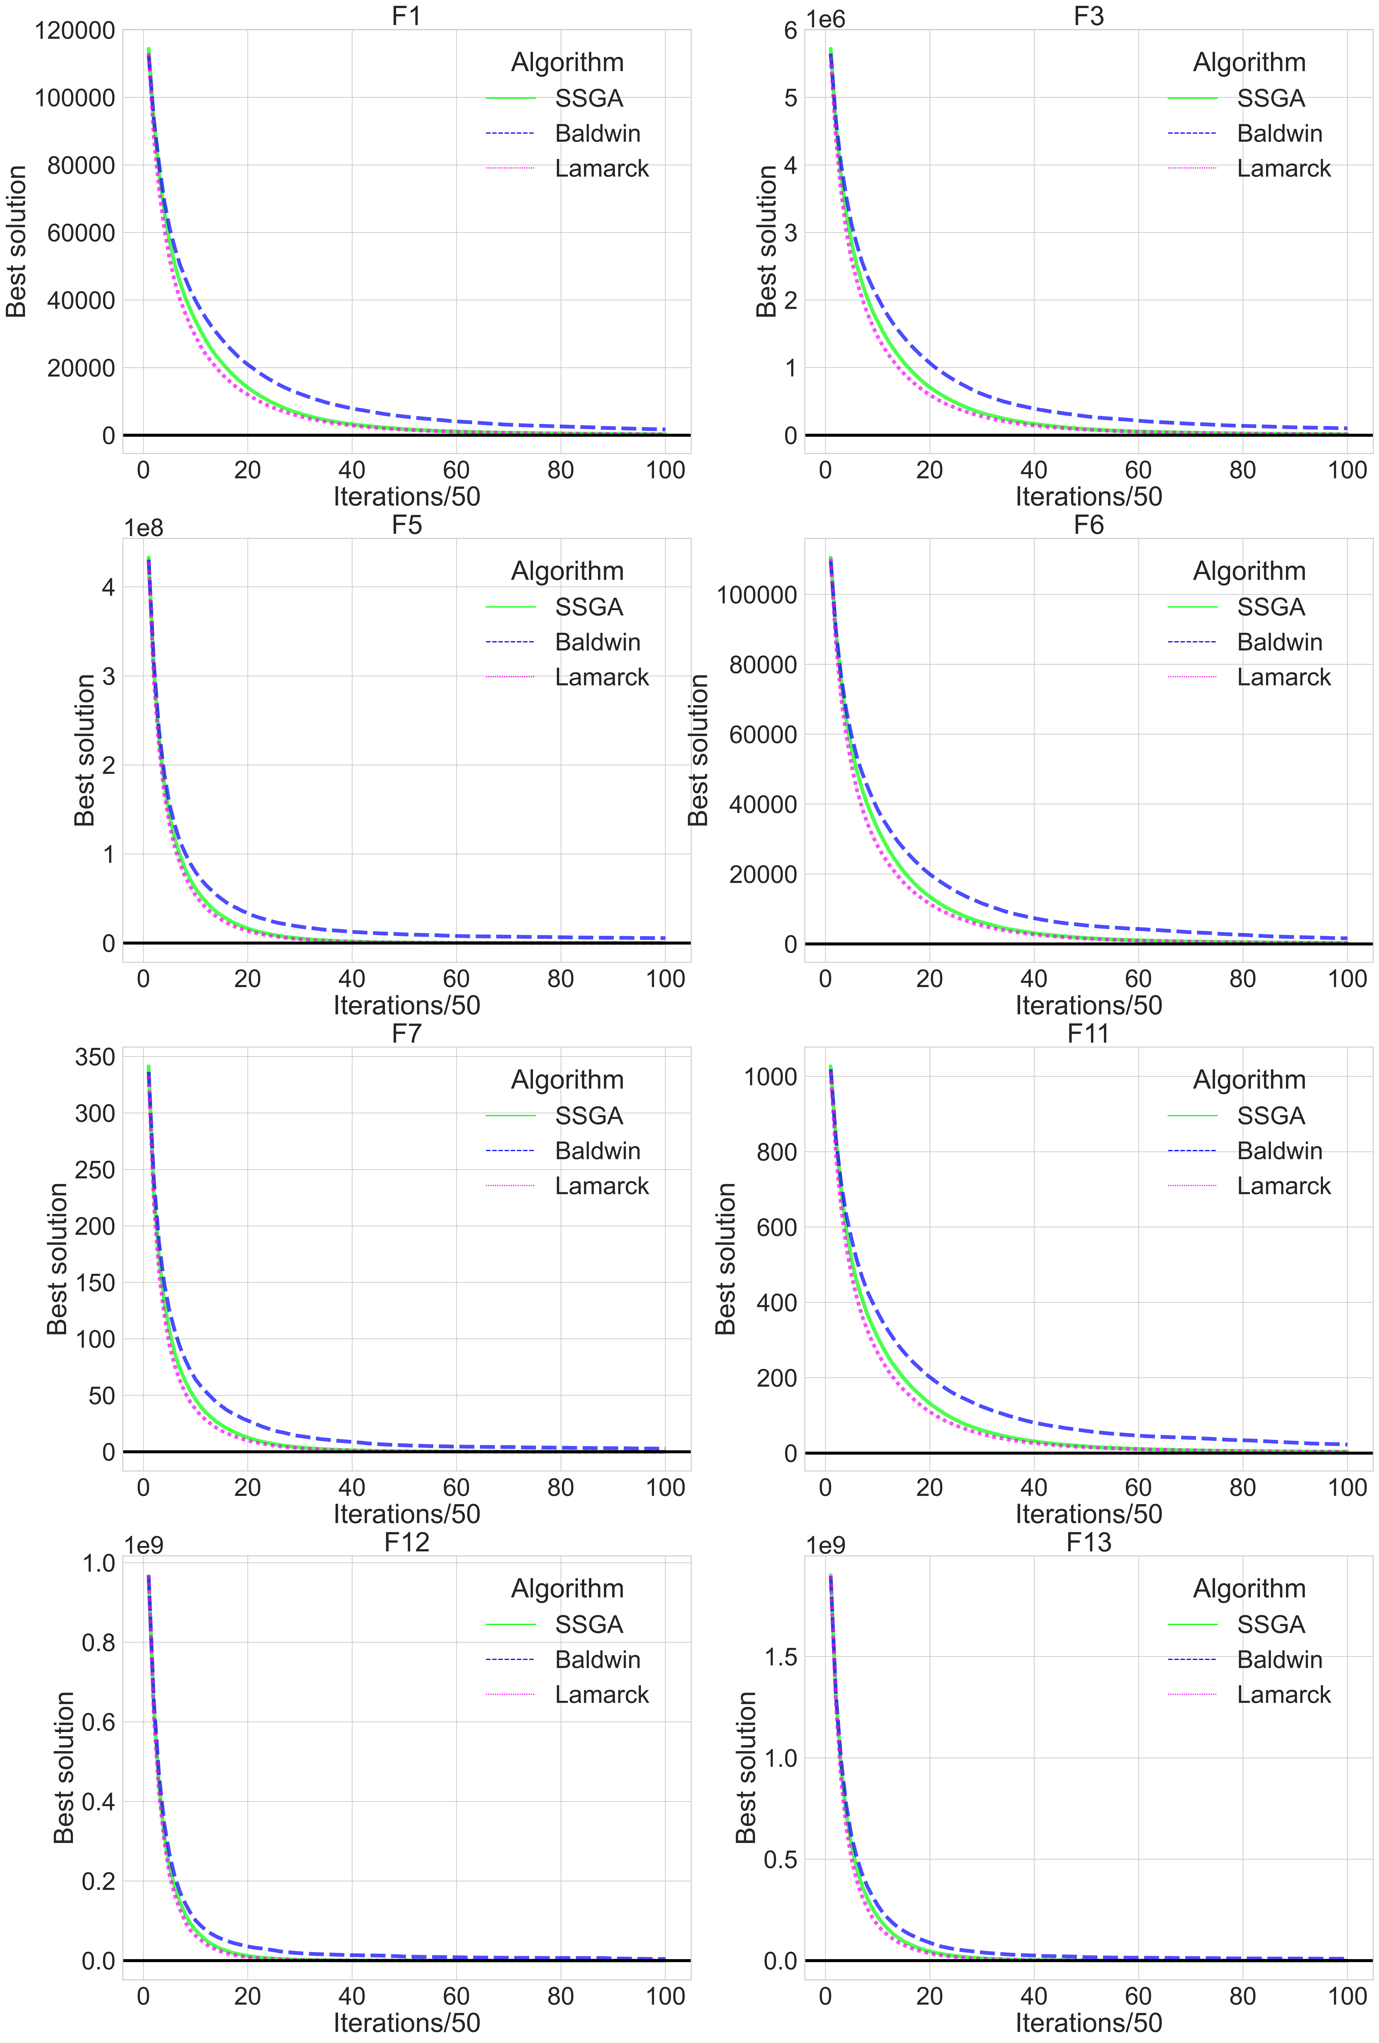 F1
120000
100000
80000
60000
40000
20000
0
Best solution
Algorithm
SSGA
Baldwin
Lamarck
0 20 40 60 80 100
Iterations/50
F3
1e6
6
5
4
3
2
1
0
Best solution
Algorithm
SSGA
Baldwin
Lamarck
0 20 40 60 80 100
Iterations/50
F5
1e8
4
3
2
1
0
Best solution
Algorithm
SSGA
Baldwin
Lamarck
0 20 40 60 80 100
Iterations/50
F6
100000
80000
60000
40000
20000
0
Best solution
Algorithm
SSGA
Baldwin
Lamarck
0 20 40 60 80 100
Iterations/50
F7
350
300
250
200
150
100
50
0
Best solution
Algorithm
SSGA
Baldwin
Lamarck
0 20 40 60 80 100
Iterations/50
F11
1000
800
600
400
200
0
Best solution
Algorithm
SSGA
Baldwin
Lamarck
0 20 40 60 80 100
Iterations/50
F12
1e9
1.0
0.8
0.6
0.4
0.2
0.0
Best solution
Algorithm
SSGA
Baldwin
Lamarck
0 20 40 60 80 100
Iterations/50
F13
1e9
1.5
1.0
0.5
0.0
Best solution
Algorithm
SSGA
Baldwin
Lamarck
0 20 40 60 80 100
Iterations/50